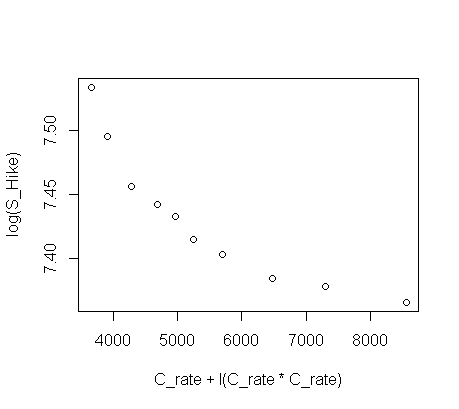 log(S_Hike)
7.50
7.45
7.40
4000 5000 6000 7000 8000
C_rate + I(C_rate * C_rate)